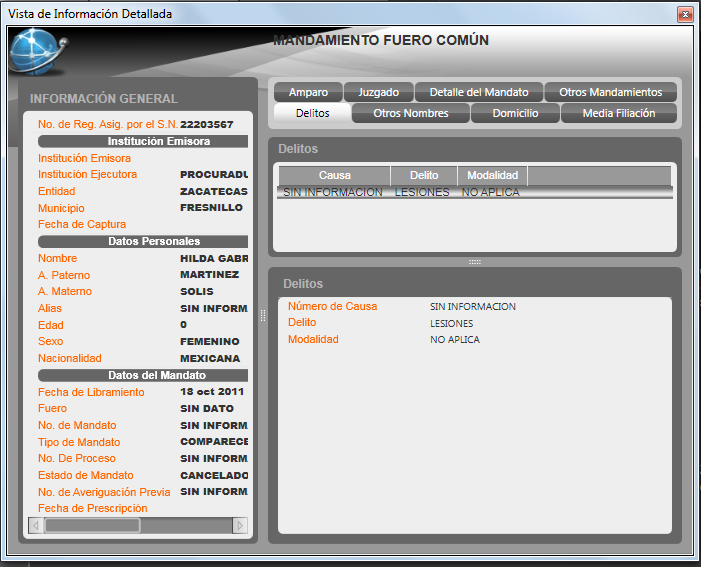 Vista de Información Detallada
MANDAMIENTO FUERO COMÚN
INFORMACIÓN GENERAL
No. de Reg. Asig. por el S.N. 22203567
Institución Emisora
Institución Emisora
Institución Ejecutora PROCURADU
Entidad ZACATECAS
Municipio FRESNILLO
Fecha de Captura
Datos Personales
Nombre HILDA GABR
A. Paterno MARTINEZ
A. Materno SOLIS
Alias SIN INFORM
Edad 0
Sexo FEMENINO
Nacionalidad MEXICANA
Datos del Mandato
Fecha de Libramiento 18 oct 2011
Fuero SIN DATO
No. de Mandato SIN INFORM
Tipo de Mandato COMPARECE
No. De Proceso SIN INFORM
Estado de Mandato CANCELADO
No. de Averiguación Previa SIN INFORM
Fecha de Prescripción
Amparo Juzgado Detalle del Mandato Otros Mandamientos
Delitos Otros Nombres Domicilio Media Filiación
Delitos
Causa Delito Modalidad
SIN INFORMACION LESIONES NO APLICA
Delitos
Número de Causa SIN INFORMACION
Delito LESIONES
Modalidad NO APLICA